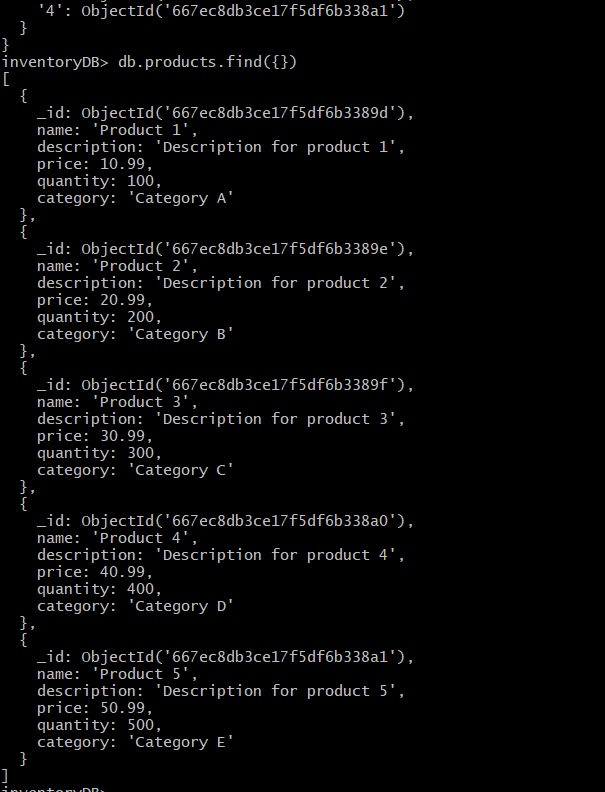 '4': ObjectId('667ec8db3ce17f5df6b338a1')
}
}
inventoryDB> db.products.find({})
[
{
_id: ObjectId('667ec8db3ce17f5df6b3389d'),
name: 'Product 1',
description: 'Description for product 1',
price: 10.99,
quantity: 100,
category: 'Category A'
},
{
_id: ObjectId('667ec8db3ce17f5df6b3389e'),
name: 'Product 2',
description: 'Description for product 2',
price: 20.99,
quantity: 200,
category: 'Category B'
},
{
_id: ObjectId('667ec8db3ce17f5df6b3389f'),
name: 'Product 3',
description: 'Description for product 3',
price: 30.99,
quantity: 300,
category: 'Category C'
},
{
_id: ObjectId('667ec8db3ce17f5df6b338a0'),
name: 'Product 4',
description: 'Description for product 4',
price: 40.99,
quantity: 400,
category: 'Category D'
},
{
_id: ObjectId('667ec8db3ce17f5df6b338a1'),
name: 'Product 5',
description: 'Description for product 5',
price: 50.99,
quantity: 500,
category: 'Category E'
}
]
inventoryDB>